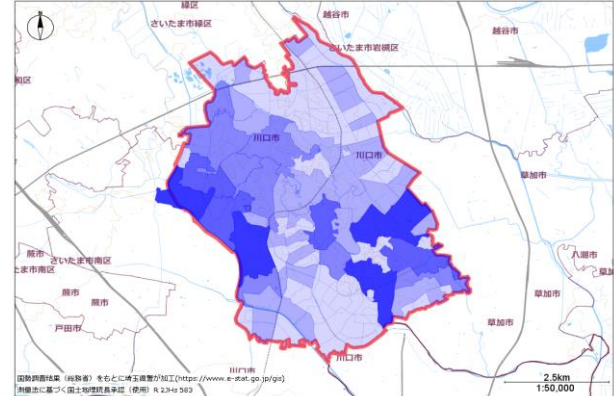 緑区
さいたま市緑区
越谷市
越谷市
さいたま市岩槻区
川口市
川口市
草加市
八潮市
蕨市
さいたま市南区
たま市南区
蕨市
蕨市
戸田市
草加市
草加市
草加市
川口市
川口市
2.5km
1:50,000
国勢調査結果（総務省）をもとに埼玉県警が加工(https://www.e-stat.go.jp/gis)
測量法に基づく国土地理院長承認（使用）R 2JHs 583